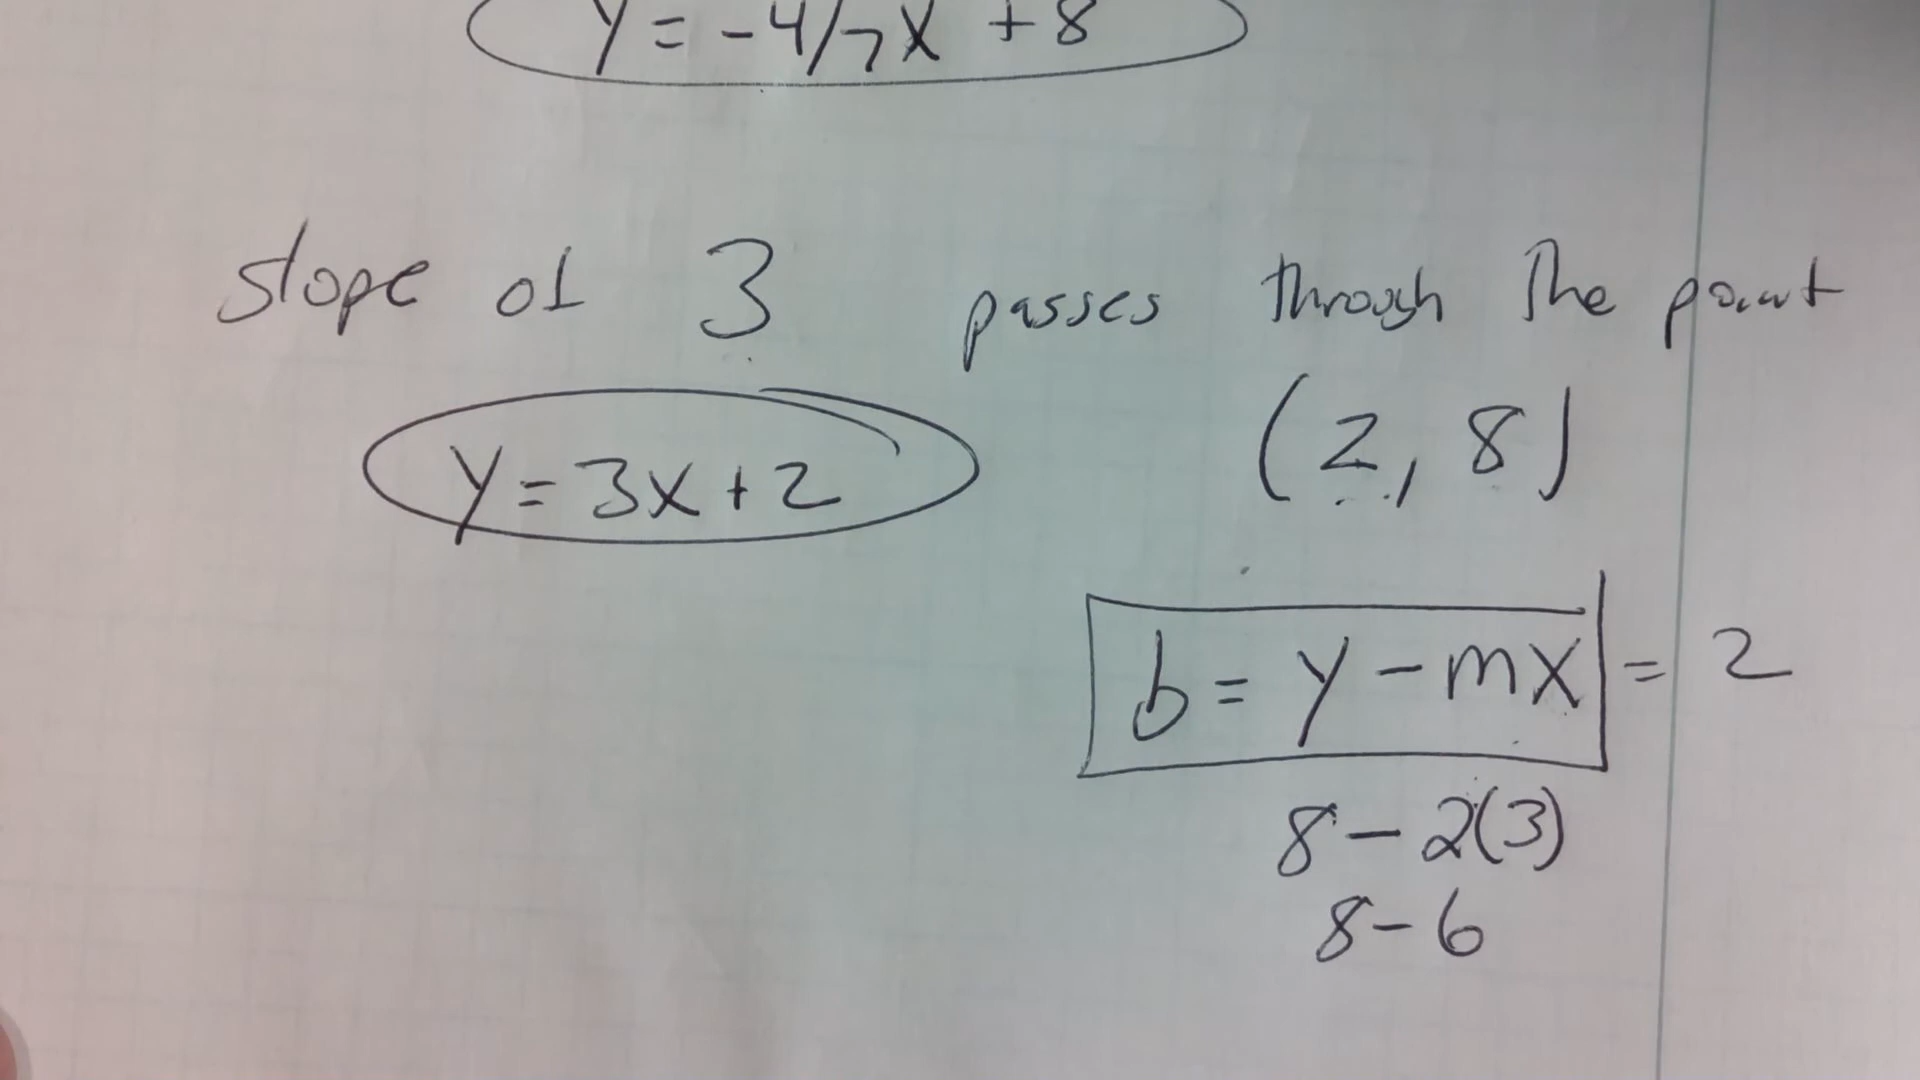 y = -4/7x + 8
slope of 3 passes through the point
(2, 8)
y = 3x + 2
b = y - mx = 2
8 - 2(3)
8 - 6